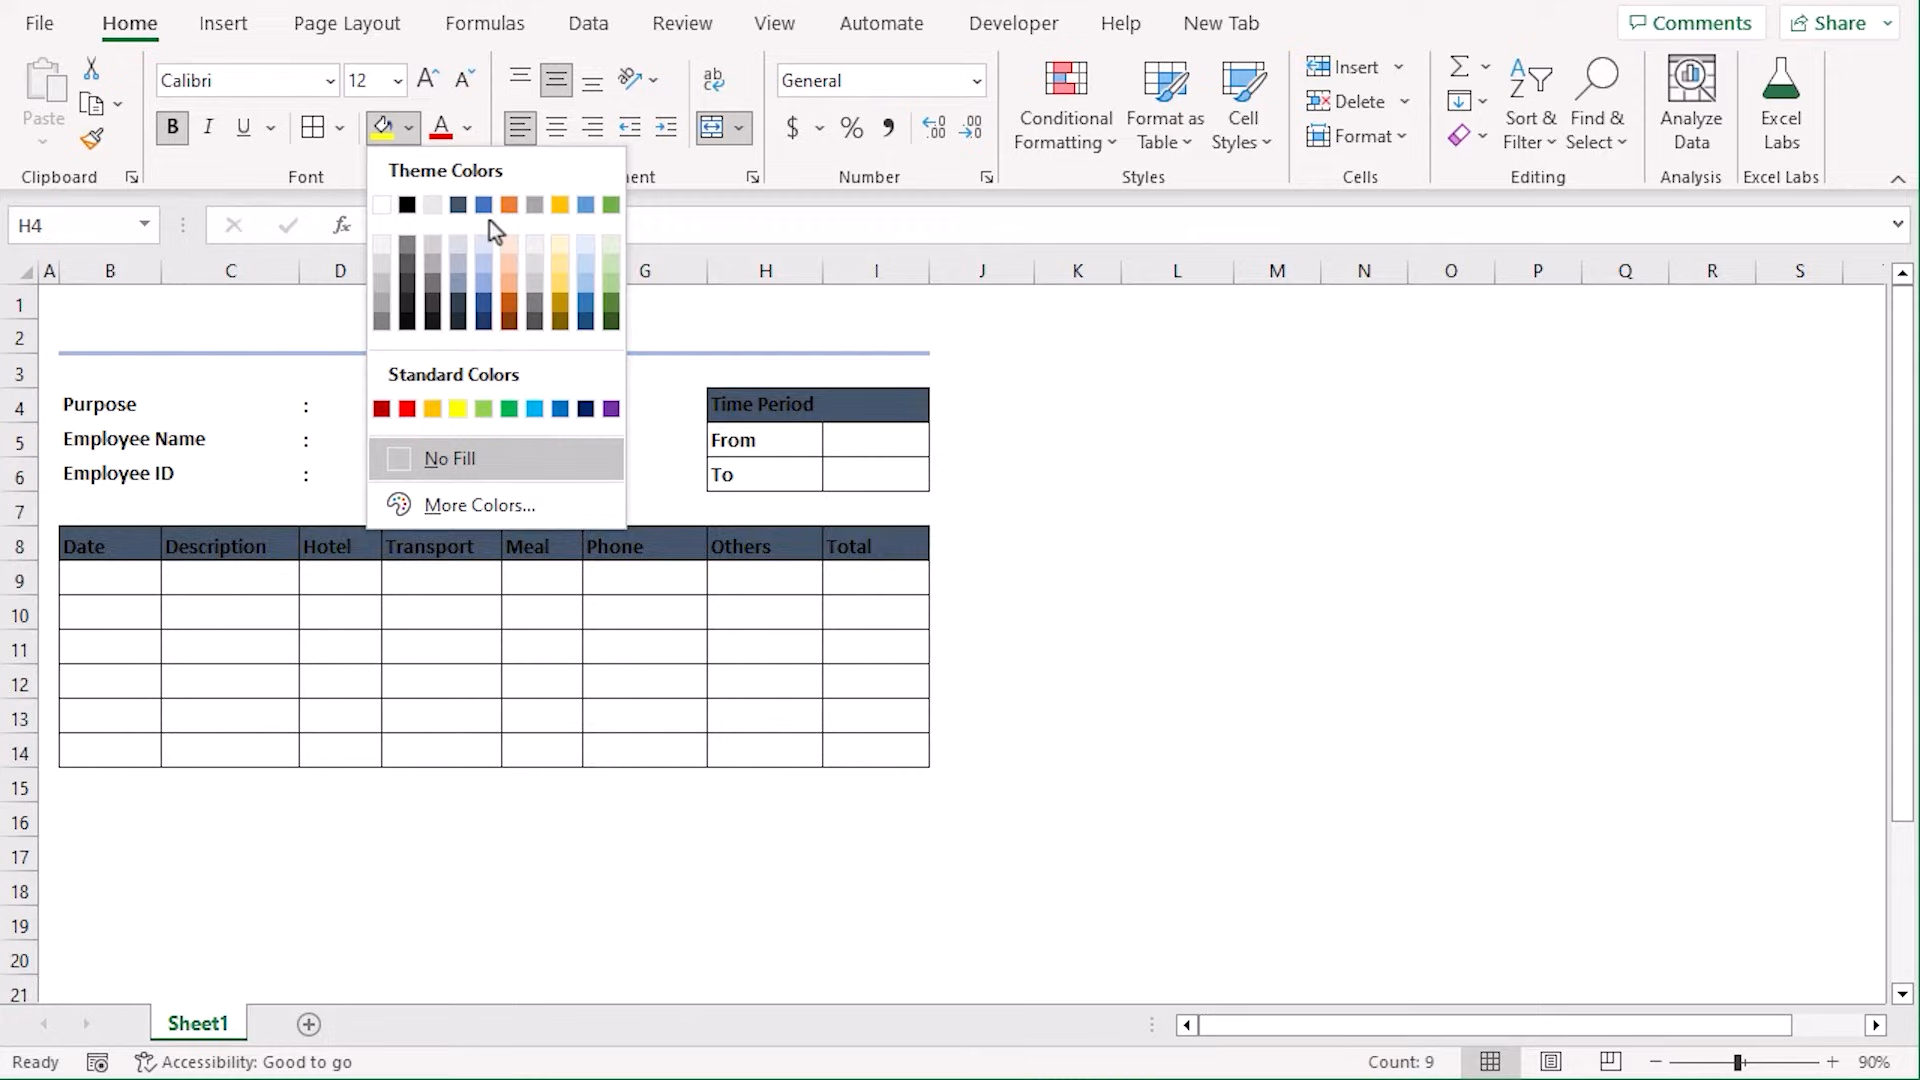 File Home Insert Page Layout Formulas Data Review View Automate Developer Help New Tab Comments Share
Calibri 12 A A ab General Insert Σ A
Z
Paste B I U A $ % 9 .00 .00 Conditional Formatting Format as Table Cell Styles Delete Format Sort & Filter Find & Select Analyze Data Excel Labs
Clipboard Font ent Number Styles Cells Editing Analysis Excel Labs
Theme Colors
H4 fx
A B C D G H I J K L M N O P Q R S
1
2
Standard Colors
3
4 Purpose : Time Period
5 Employee Name : From
No Fill
6 Employee ID : To
More Colors...
7
8 Date Description Hotel Transport Meal Phone Others Total
9
10
11
12
13
14
15
16
17
18
19
20
21
Sheet1
Ready Accessibility: Good to go Count: 9 90%